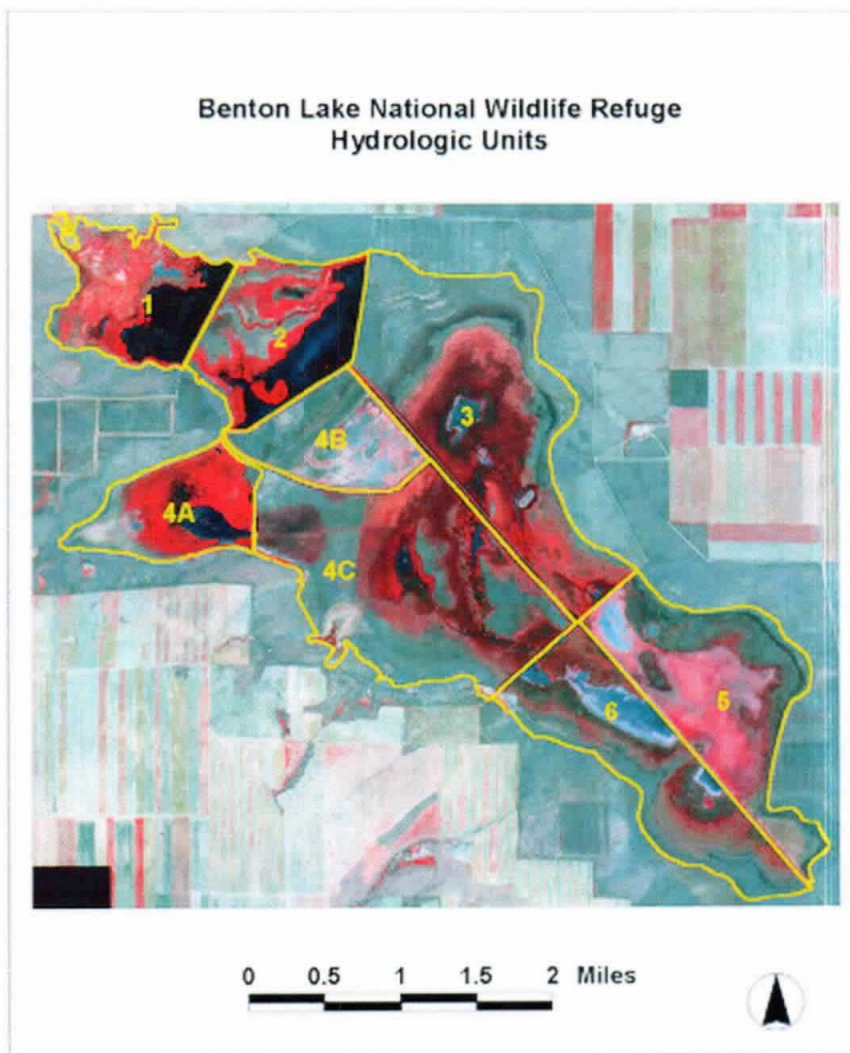 Benton Lake National Wildlife Refuge
Hydrologic Units
1
2
3
4B
4A
4C
5
6
0 0.5 1 1.5 2 Miles